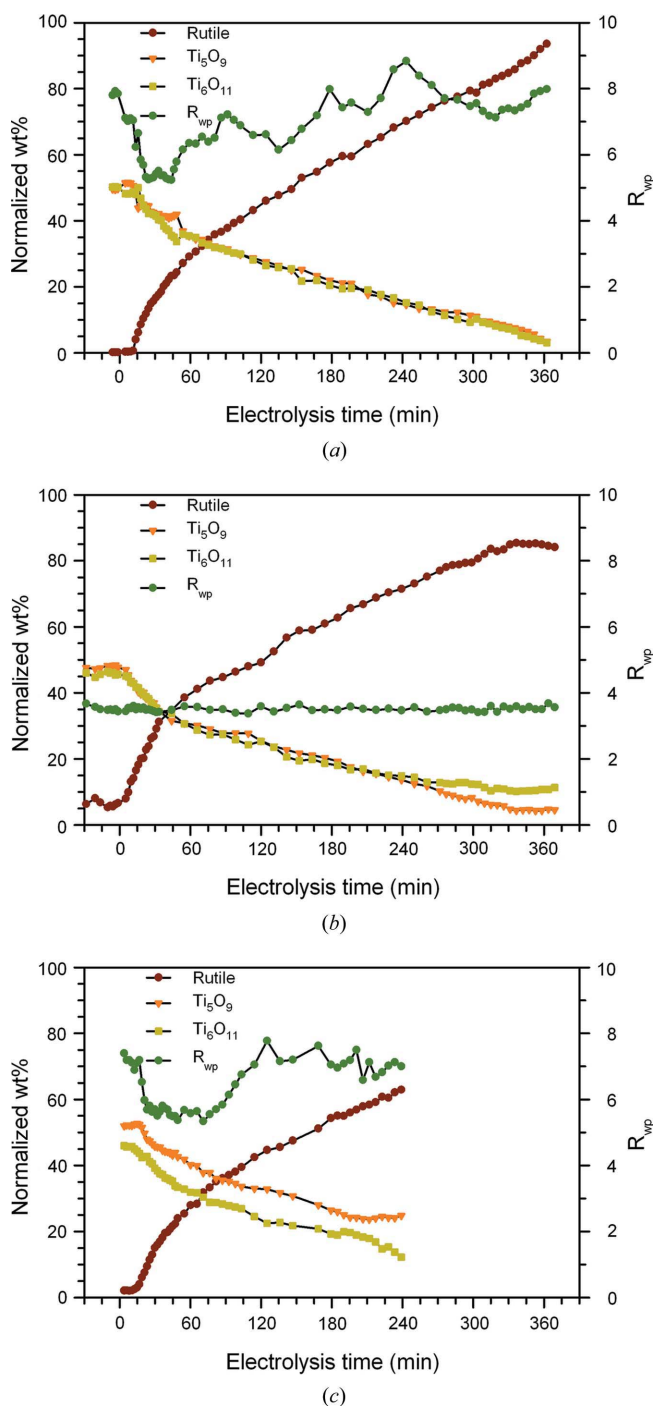 100
10
Rutile
Ti₅O₉
Ti₆O₁₁
Rwp
80
8
60
6
40
4
20
2
0
0
Normalized wt%
Rwp
0 60 120 180 240 300 360
Electrolysis time (min)
(a)
100
10
Rutile
Ti₅O₉
Ti₆O₁₁
Rwp
80
8
60
6
40
4
20
2
0
0
Normalized wt%
Rwp
0 60 120 180 240 300 360
Electrolysis time (min)
(b)
100
10
Rutile
Ti₅O₉
Ti₆O₁₁
Rwp
80
8
60
6
40
4
20
2
0
0
Normalized wt%
Rwp
0 60 120 180 240 300 360
Electrolysis time (min)
(c)